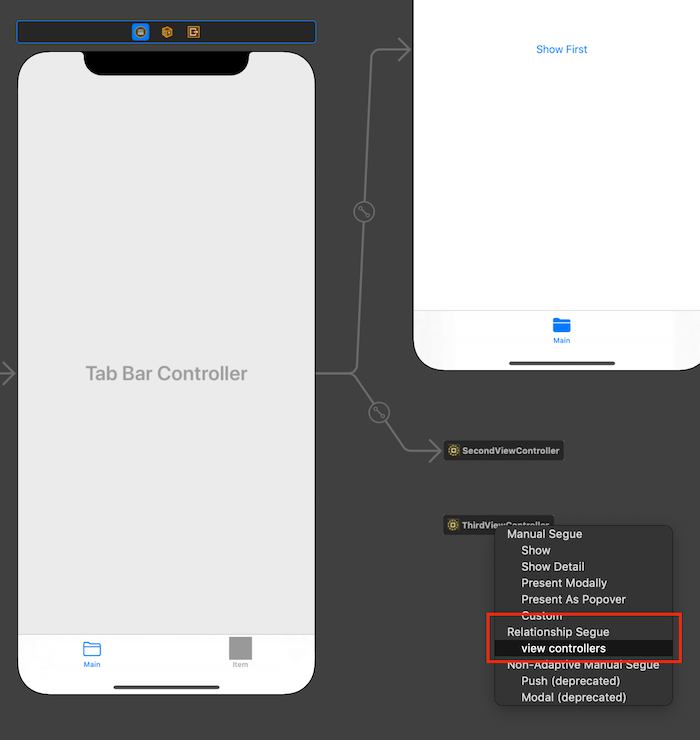 Show First
Main
Tab Bar Controller
SecondViewController
ThirdViewController
Manual Segue
Show
Show Detail
Present Modally
Present As Popover
Custom
Relationship Segue
view controllers
Non-Adaptive Manual Segue
Push (deprecated)
Modal (deprecated)
Main
Item